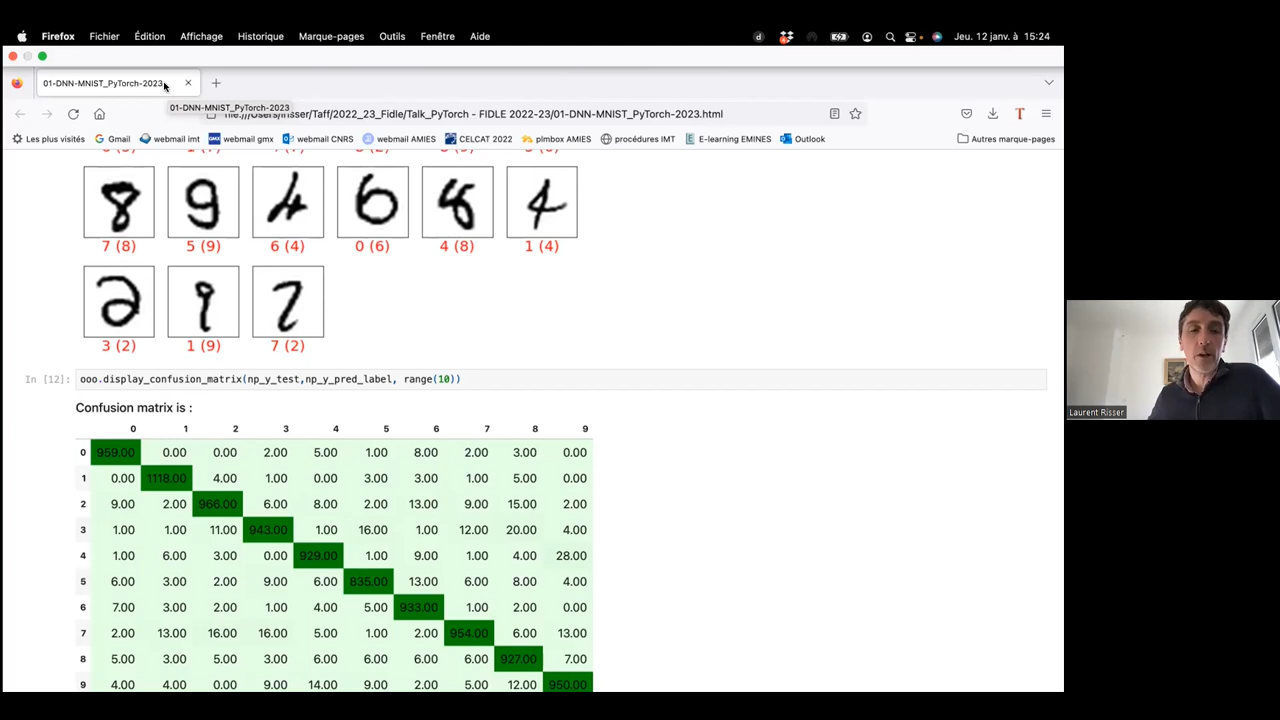 Firefox Fichier Édition Affichage Historique Marque-pages Outils Fenêtre Aide Jeu. 12 janv. à 15:24
01-DNN-MNIST_PyTorch-2023
01-DNN-MNIST_PyTorch-2023
/Users/risser/Taff/2022_23_Fidle/Talk_PyTorch - FIDLE 2022-23/01-DNN-MNIST_PyTorch-2023.html
Les plus visités Gmail webmail imt webmail gmx webmail CNRS webmail AMIES CELCAT 2022 plmbox AMIES procédures IMT E-learning EMINES Outlook Autres marque-pages
8 9 4 6 8 4
7 (8) 5 (9) 6 (4) 0 (6) 4 (8) 1 (4)
2 9 2
3 (2) 1 (9) 7 (2)
In [12]: ooo.display_confusion_matrix(np_y_test,np_y_pred_label, range(10))
Confusion matrix is :
0 1 2 3 4 5 6 7 8 9
0 959.00 0.00 0.00 2.00 5.00 1.00 8.00 2.00 3.00 0.00
1 0.00 1118.00 4.00 1.00 0.00 3.00 3.00 1.00 5.00 0.00
2 9.00 2.00 966.00 6.00 8.00 2.00 13.00 9.00 15.00 2.00
3 1.00 1.00 11.00 943.00 1.00 16.00 1.00 12.00 20.00 4.00
4 1.00 6.00 3.00 0.00 929.00 1.00 9.00 1.00 4.00 28.00
5 6.00 3.00 2.00 9.00 6.00 835.00 13.00 6.00 8.00 4.00
6 7.00 3.00 2.00 1.00 4.00 5.00 933.00 1.00 2.00 0.00
7 2.00 13.00 16.00 16.00 5.00 1.00 2.00 954.00 6.00 13.00
8 5.00 3.00 5.00 3.00 6.00 6.00 6.00 6.00 927.00 7.00
9 4.00 4.00 0.00 9.00 14.00 9.00 2.00 5.00 12.00 950.00
Laurent Risser